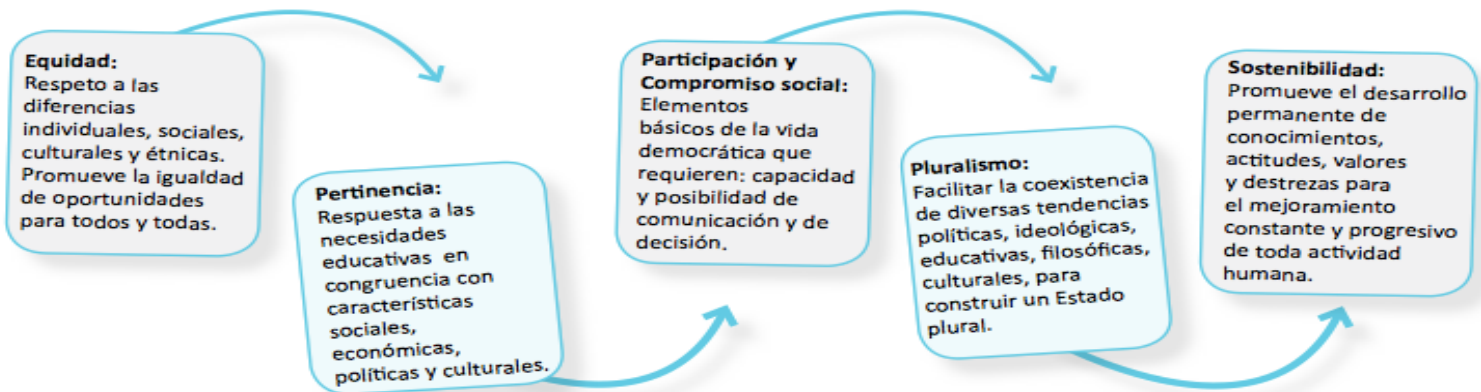 Equidad:
Respeto a las
diferencias
individuales, sociales,
culturales y étnicas.
Promueve la igualdad
de oportunidades
para todos y todas.
Pertinencia:
Respuesta a las
necesidades
educativas en
congruencia con
características
sociales,
económicas,
políticas y culturales.
Participación y
Compromiso social:
Elementos
básicos de la vida
democrática que
requieren: capacidad
y posibilidad de
comunicación y de
decisión.
Pluralismo:
Facilitar la coexistencia
de diversas tendencias
políticas, ideológicas,
educativas, filosóficas,
culturales, para
construir un Estado
plural.
Sostenibilidad:
Promueve el desarrollo
permanente de
conocimientos,
actitudes, valores
y destrezas para
el mejoramiento
constante y progresivo
de toda actividad
humana.